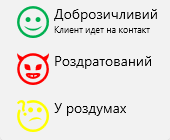 Доброзичливий
Клиент идет на контакт
Роздратований
У роздумах